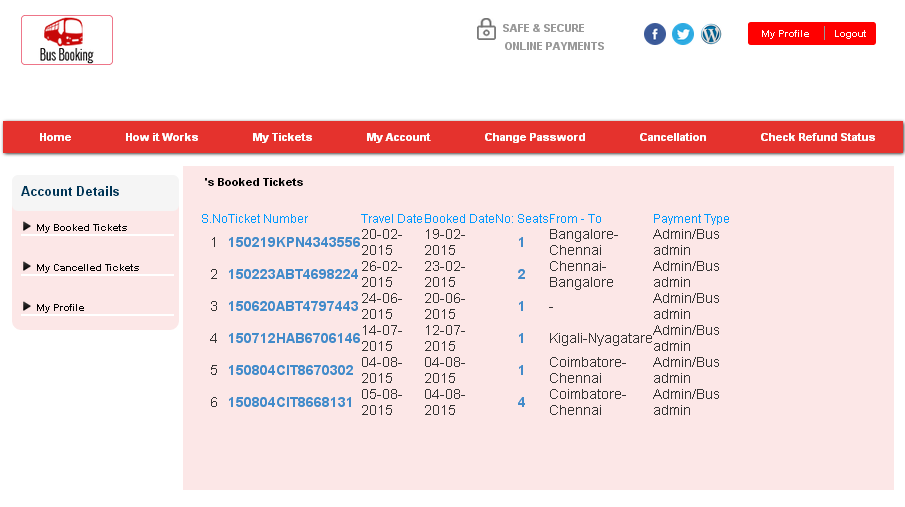 Bus Booking
SAFE & SECURE
ONLINE PAYMENTS
My Profile | Logout
Home How it Works My Tickets My Account Change Password Cancellation Check Refund Status
Account Details
My Booked Tickets
My Cancelled Tickets
My Profile
's Booked Tickets
S.No Ticket Number Travel Date Booked Date No: Seats From - To Payment Type
1 150219KPN4343556 20-02-2015 19-02-2015 1 Bangalore-Chennai Admin/Bus admin
2 150223ABT4698224 26-02-2015 23-02-2015 2 Chennai-Bangalore Admin/Bus admin
3 150620ABT4797443 24-06-2015 20-06-2015 1 - Admin/Bus admin
4 150712HAB6706146 14-07-2015 12-07-2015 1 Kigali-Nyagatare Admin/Bus admin
5 150804CIT8670302 04-08-2015 04-08-2015 1 Coimbatore-Chennai Admin/Bus admin
6 150804CIT8668131 05-08-2015 04-08-2015 4 Coimbatore-Chennai Admin/Bus admin